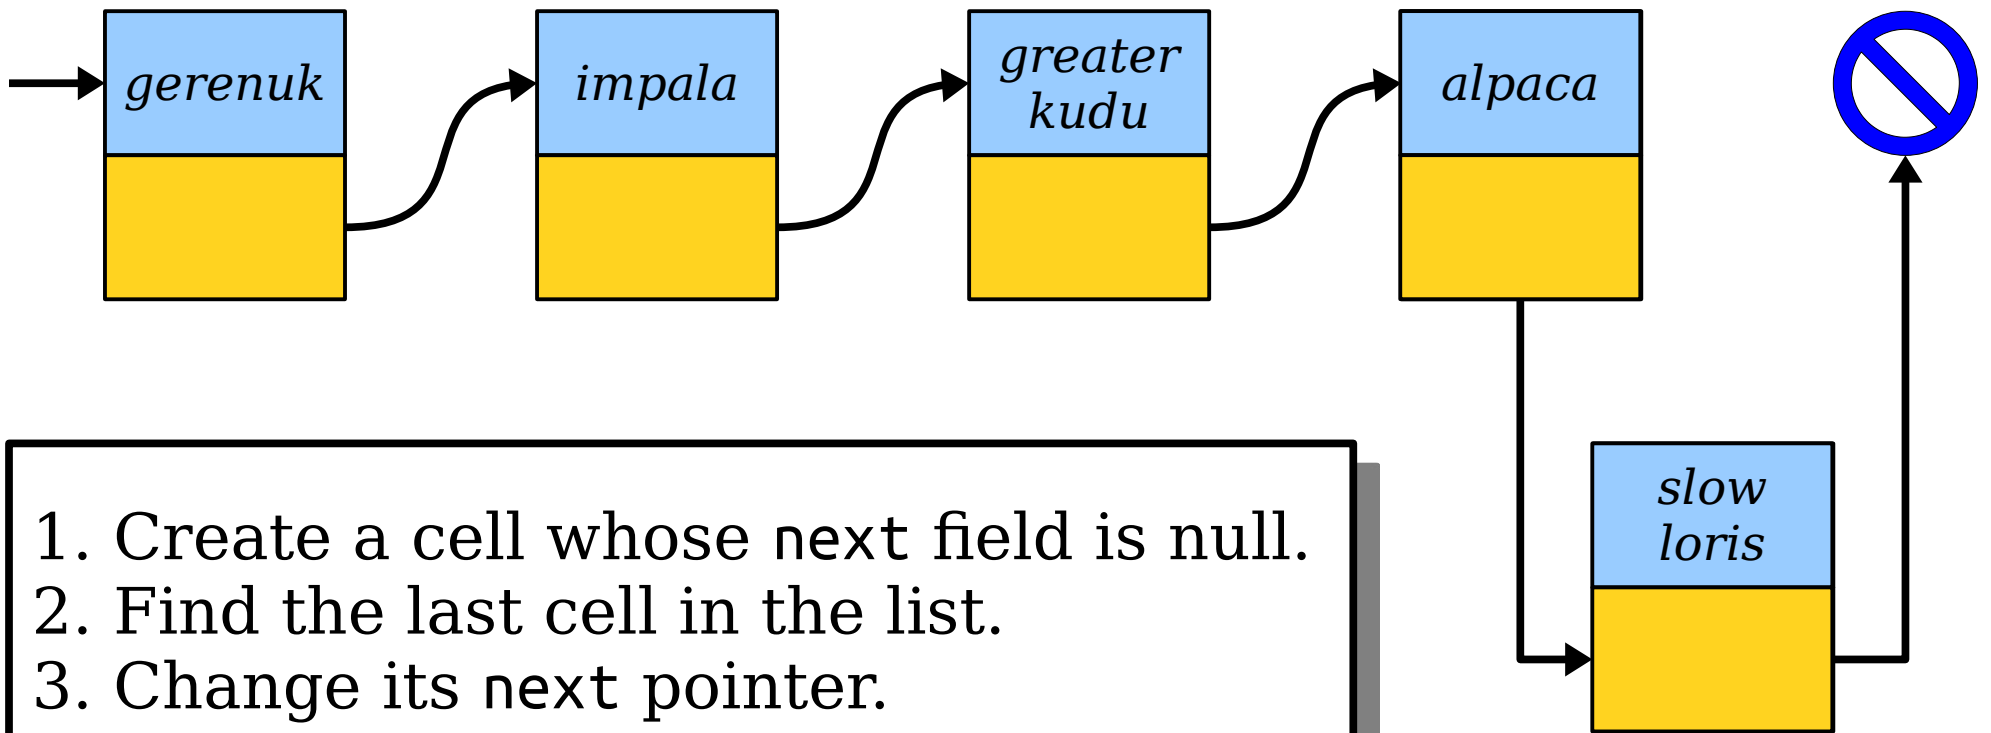 gerenuk
impala
greater
kudu
alpaca
slow
loris
1. Create a cell whose next field is null.
2. Find the last cell in the list.
3. Change its next pointer.